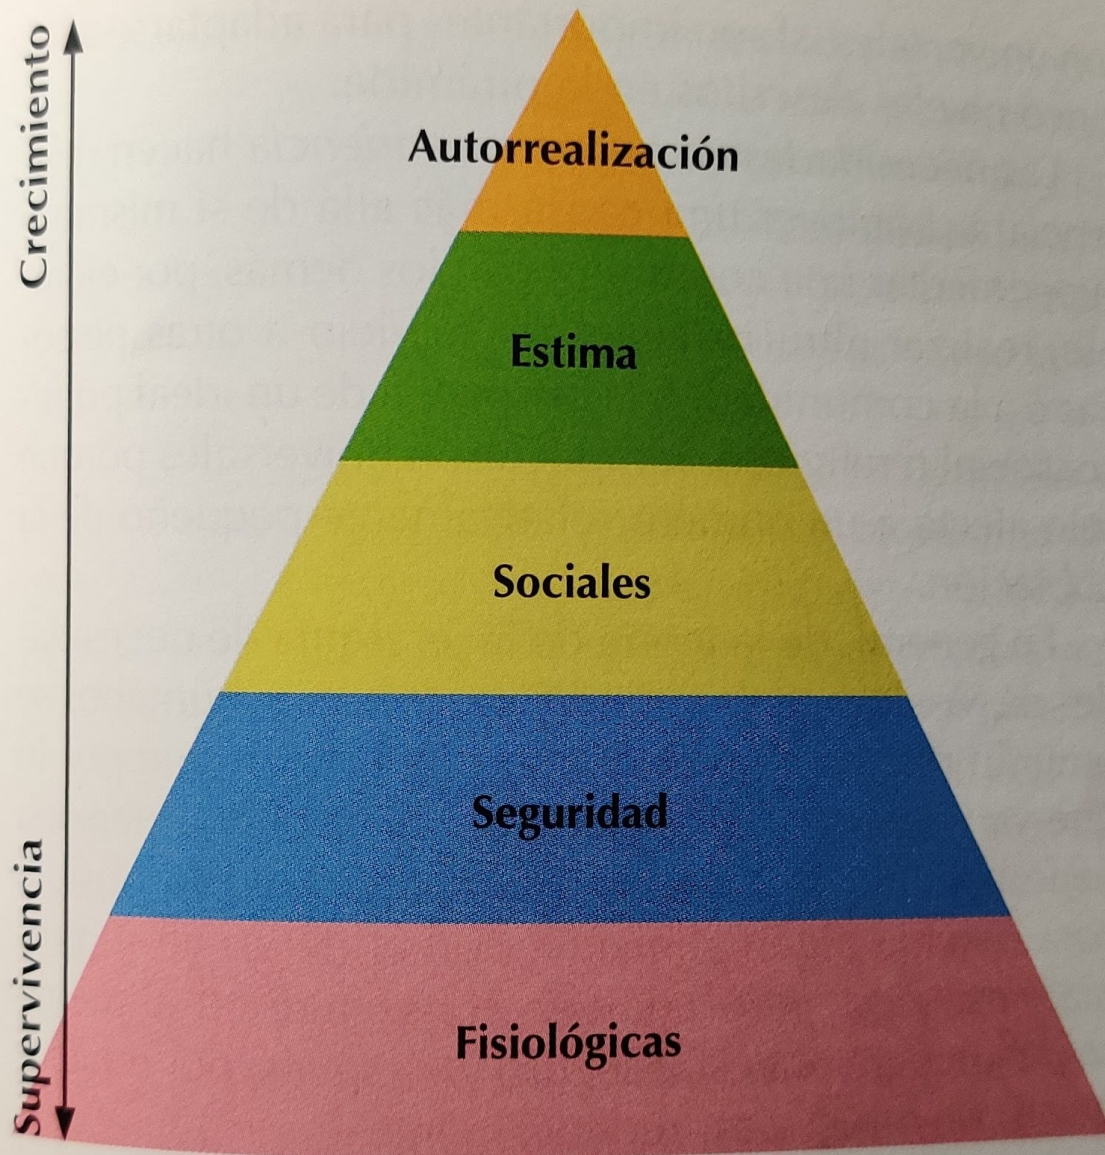 Crecimiento
Autorrealización
Estima
Sociales
Seguridad
Supervivencia
Fisiológicas